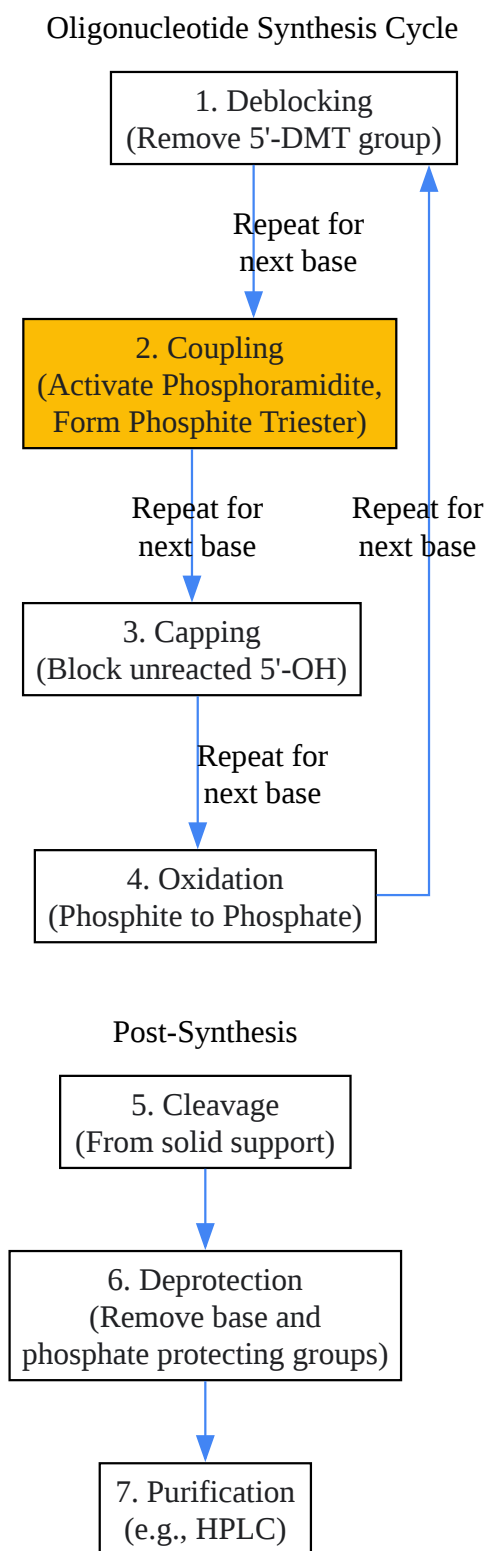 Oligonucleotide Synthesis Cycle
1. Deblocking
(Remove 5'-DMT group)
Repeat for
next base
2. Coupling
(Activate Phosphoramidite,
Form Phosphite Triester)
Repeat for
next base
Repeat for
next base
3. Capping
(Block unreacted 5'-OH)
Repeat for
next base
4. Oxidation
(Phosphite to Phosphate)
Post-Synthesis
5. Cleavage
(From solid support)
6. Deprotection
(Remove base and
phosphate protecting groups)
7. Purification
(e.g., HPLC)